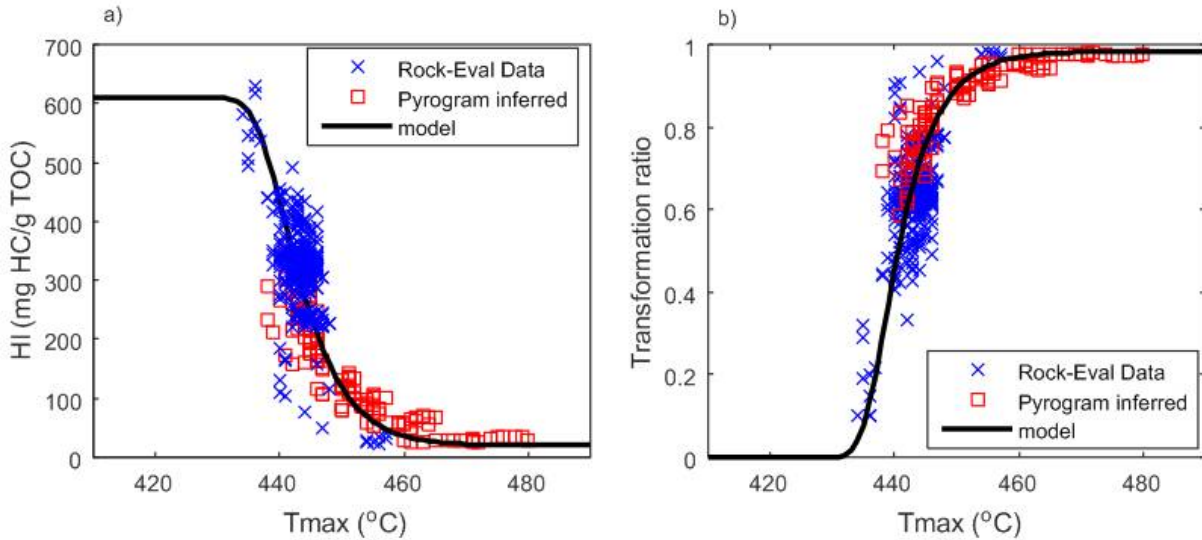 a)
700
600
500
400
300
200
100
0
HI (mg HC/g TOC)
Rock-Eval Data
Pyrogram inferred
model
420 440 460 480
Tmax (°C)
b)
1
0.8
0.6
0.4
0.2
0
Transformation ratio
Rock-Eval Data
Pyrogram inferred
model
420 440 460 480
Tmax (°C)